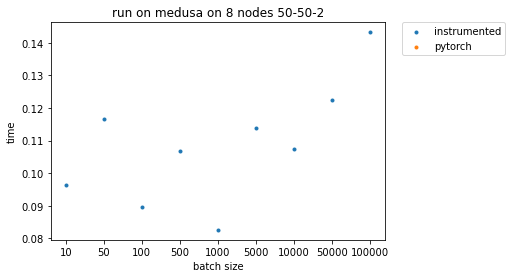 run on medusa on 8 nodes 50-50-2
instrumented
pytorch
0.14
0.13
0.12
0.11
0.10
0.09
0.08
time
10 50 100 500 1000 5000 10000 50000 100000
batch size